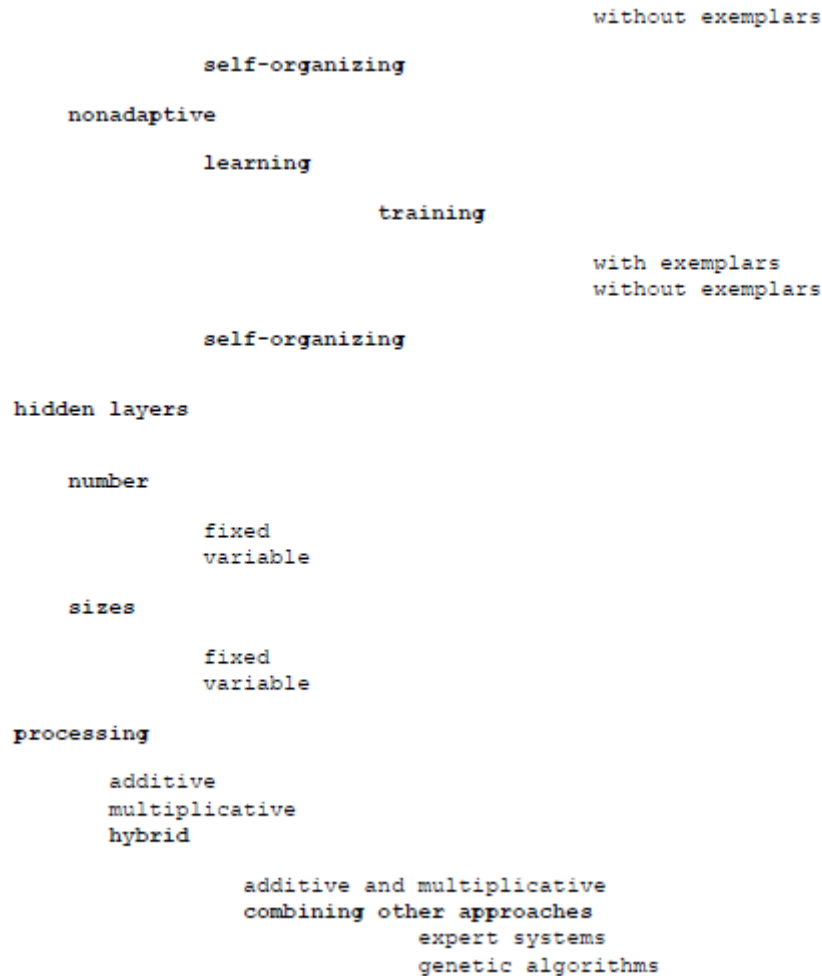 without exemplars
self-organizing
nonadaptive
learning
training
with exemplars
without exemplars
self-organizing
hidden layers
number
fixed
variable
sizes
fixed
variable
processing
additive
multiplicative
hybrid
additive and multiplicative
combining other approaches
expert systems
genetic algorithms